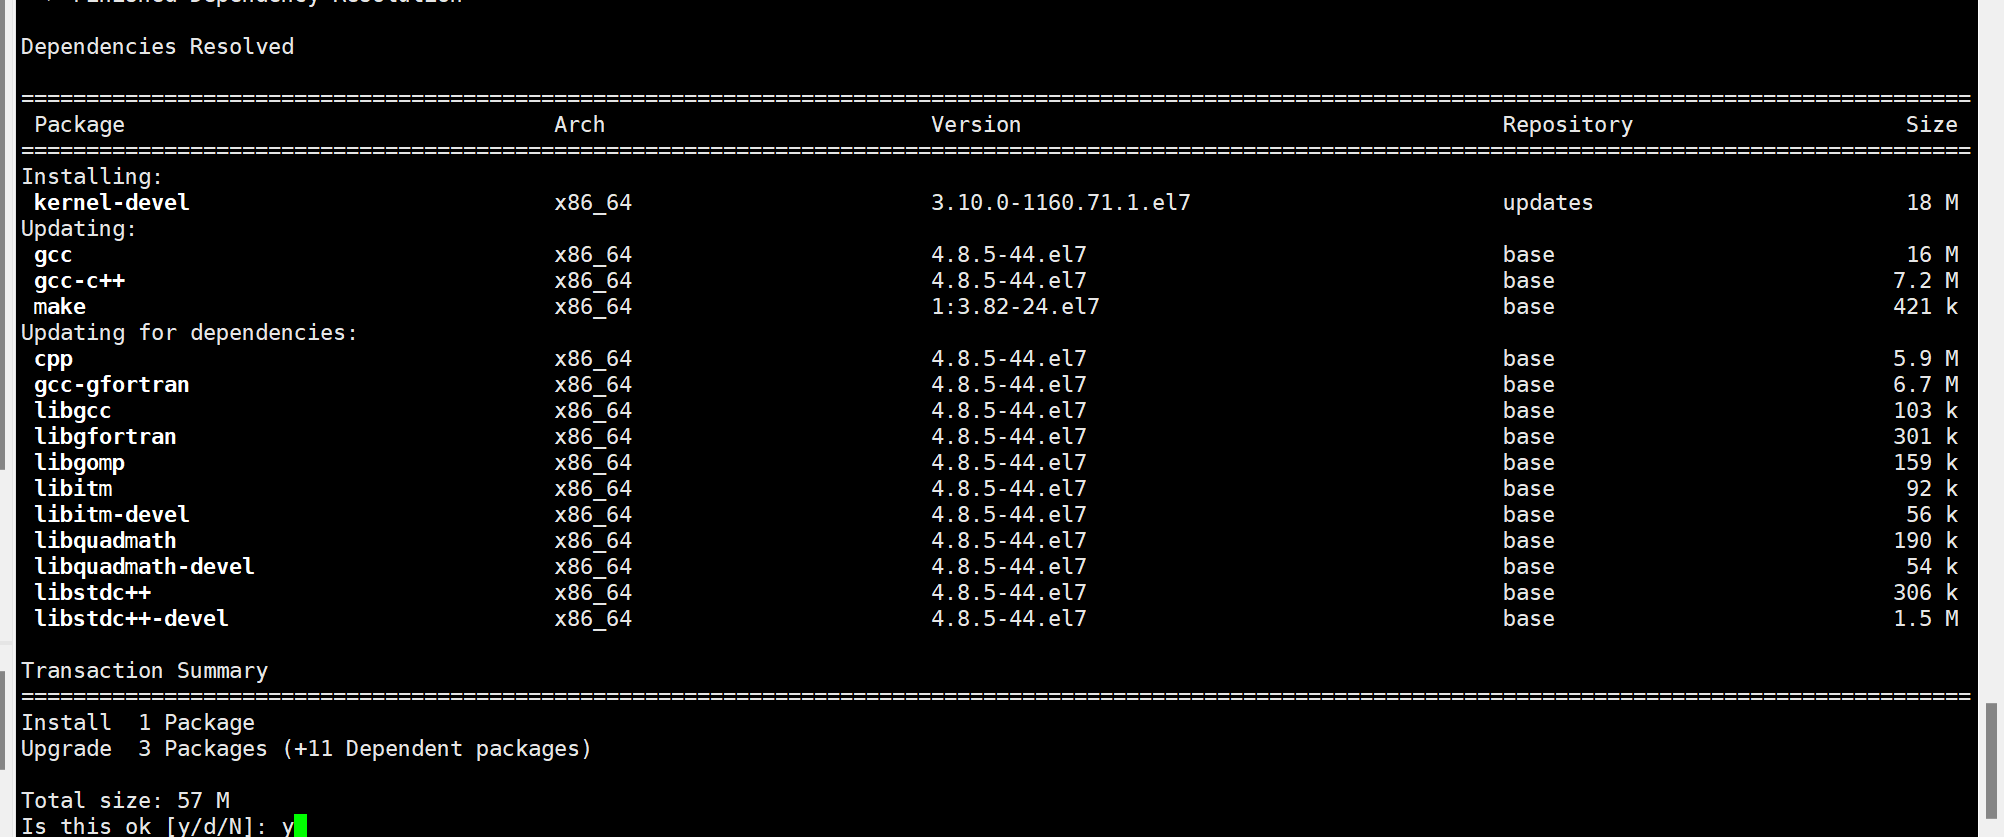 Finished Dependency Resolution
Dependencies Resolved
================================================================================
Package Arch Version Repository Size
================================================================================
Installing:
kernel-devel x86_64 3.10.0-1160.71.1.el7 updates 18 M
Updating:
gcc x86_64 4.8.5-44.el7 base 16 M
gcc-c++ x86_64 4.8.5-44.el7 base 7.2 M
make x86_64 1:3.82-24.el7 base 421 k
Updating for dependencies:
cpp x86_64 4.8.5-44.el7 base 5.9 M
gcc-gfortran x86_64 4.8.5-44.el7 base 6.7 M
libgcc x86_64 4.8.5-44.el7 base 103 k
libgfortran x86_64 4.8.5-44.el7 base 301 k
libgomp x86_64 4.8.5-44.el7 base 159 k
libitm x86_64 4.8.5-44.el7 base 92 k
libitm-devel x86_64 4.8.5-44.el7 base 56 k
libquadmath x86_64 4.8.5-44.el7 base 190 k
libquadmath-devel x86_64 4.8.5-44.el7 base 54 k
libstdc++ x86_64 4.8.5-44.el7 base 306 k
libstdc++-devel x86_64 4.8.5-44.el7 base 1.5 M
Transaction Summary
================================================================================
Install 1 Package
Upgrade 3 Packages (+11 Dependent packages)
Total size: 57 M
Is this ok [y/d/N]: y